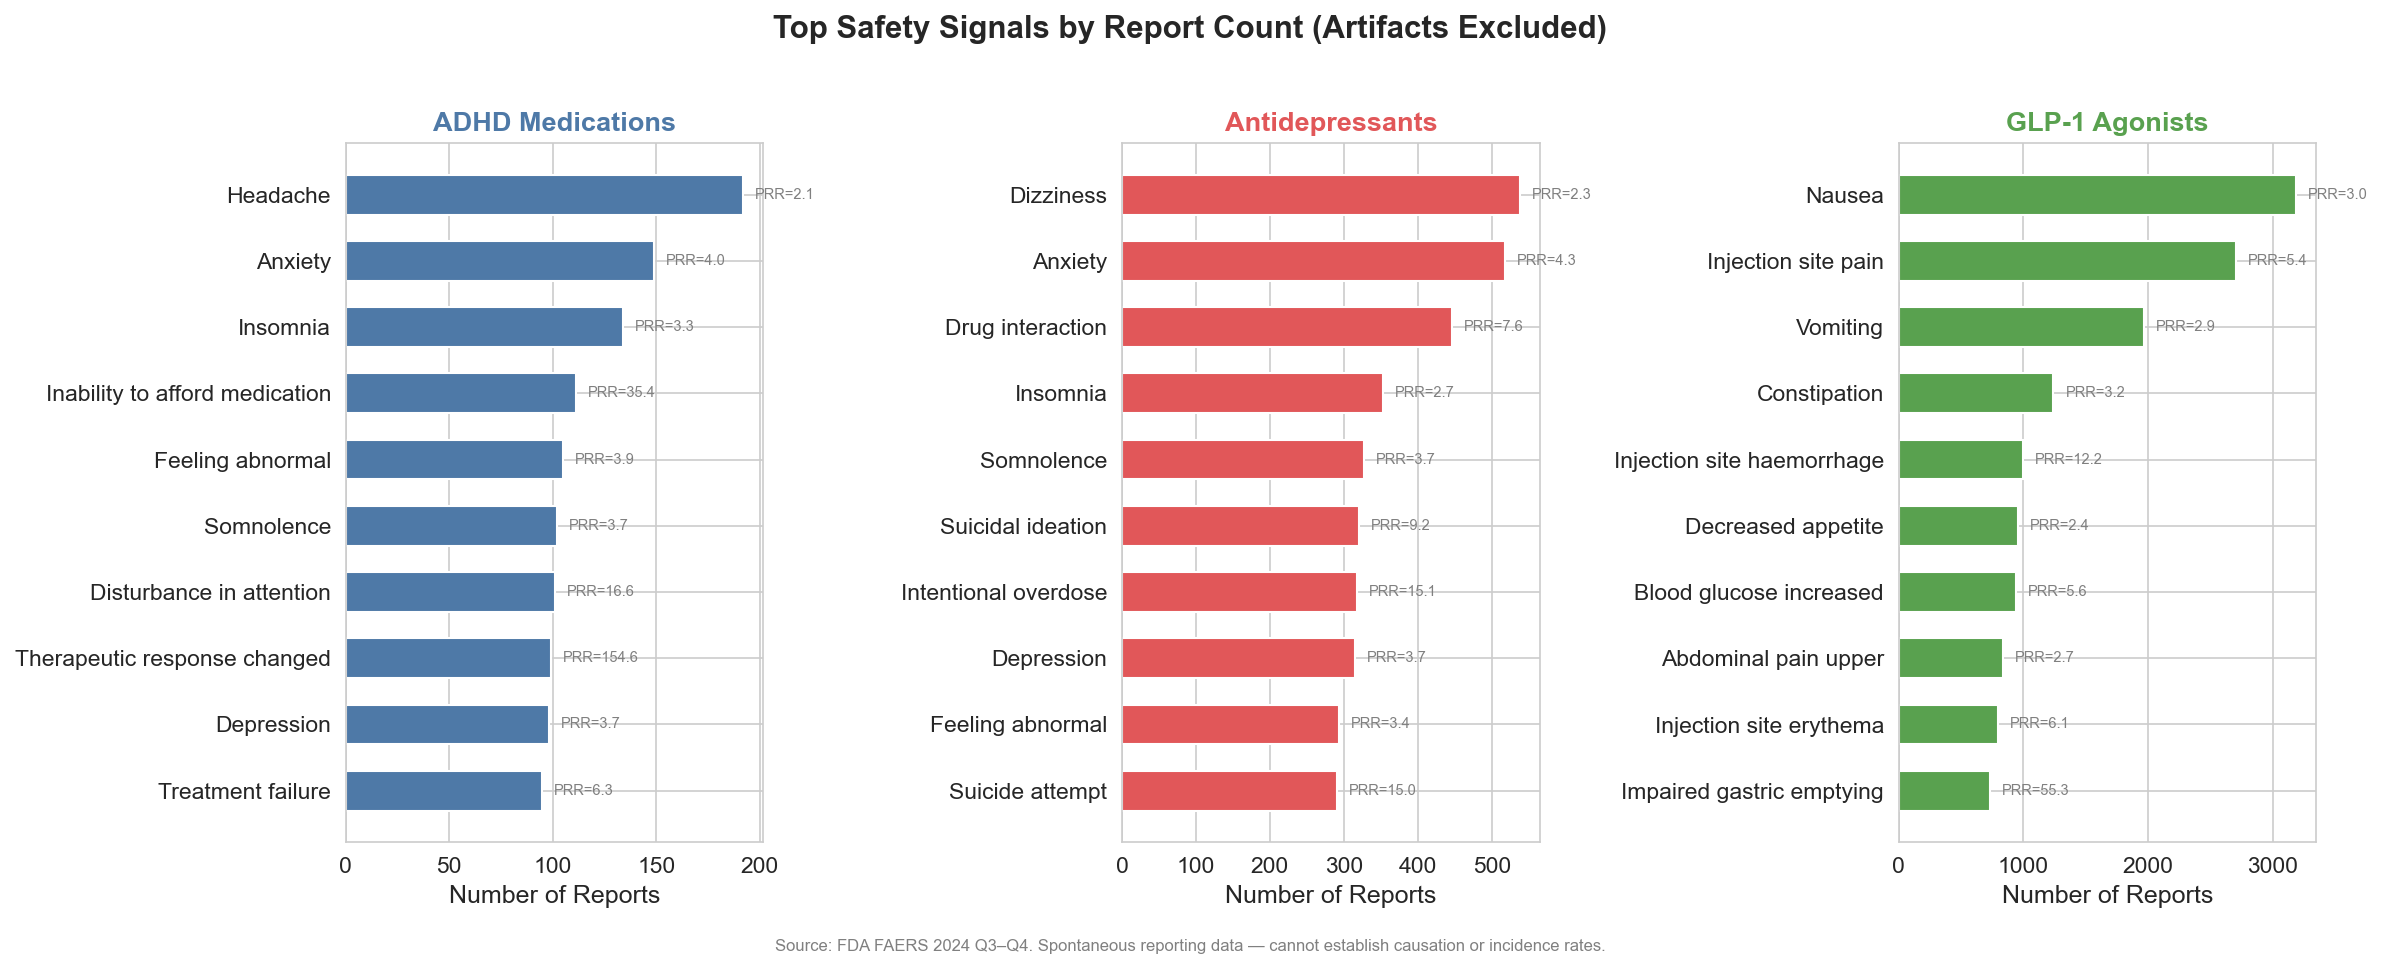 Top Safety Signals by Report Count (Artifacts Excluded)
ADHD Medications
Headache PRR=2.1
Anxiety PRR=4.0
Insomnia PRR=3.3
Inability to afford medication PRR=35.4
Feeling abnormal PRR=3.9
Somnolence PRR=3.7
Disturbance in attention PRR=16.6
Therapeutic response changed PRR=154.6
Depression PRR=3.7
Treatment failure PRR=6.3
0 50 100 150 200
Number of Reports
Antidepressants
Dizziness PRR=2.3
Anxiety PRR=4.3
Drug interaction PRR=7.6
Insomnia PRR=2.7
Somnolence PRR=3.7
Suicidal ideation PRR=9.2
Intentional overdose PRR=15.1
Depression PRR=3.7
Feeling abnormal PRR=3.4
Suicide attempt PRR=15.0
0 100 200 300 400 500
Number of Reports
GLP-1 Agonists
Nausea PRR=3.0
Injection site pain PRR=5.4
Vomiting PRR=2.9
Constipation PRR=3.2
Injection site haemorrhage PRR=12.2
Decreased appetite PRR=2.4
Blood glucose increased PRR=5.6
Abdominal pain upper PRR=2.7
Injection site erythema PRR=6.1
Impaired gastric emptying PRR=55.3
0 1000 2000 3000
Number of Reports
Source: FDA FAERS 2024 Q3–Q4. Spontaneous reporting data — cannot establish causation or incidence rates.